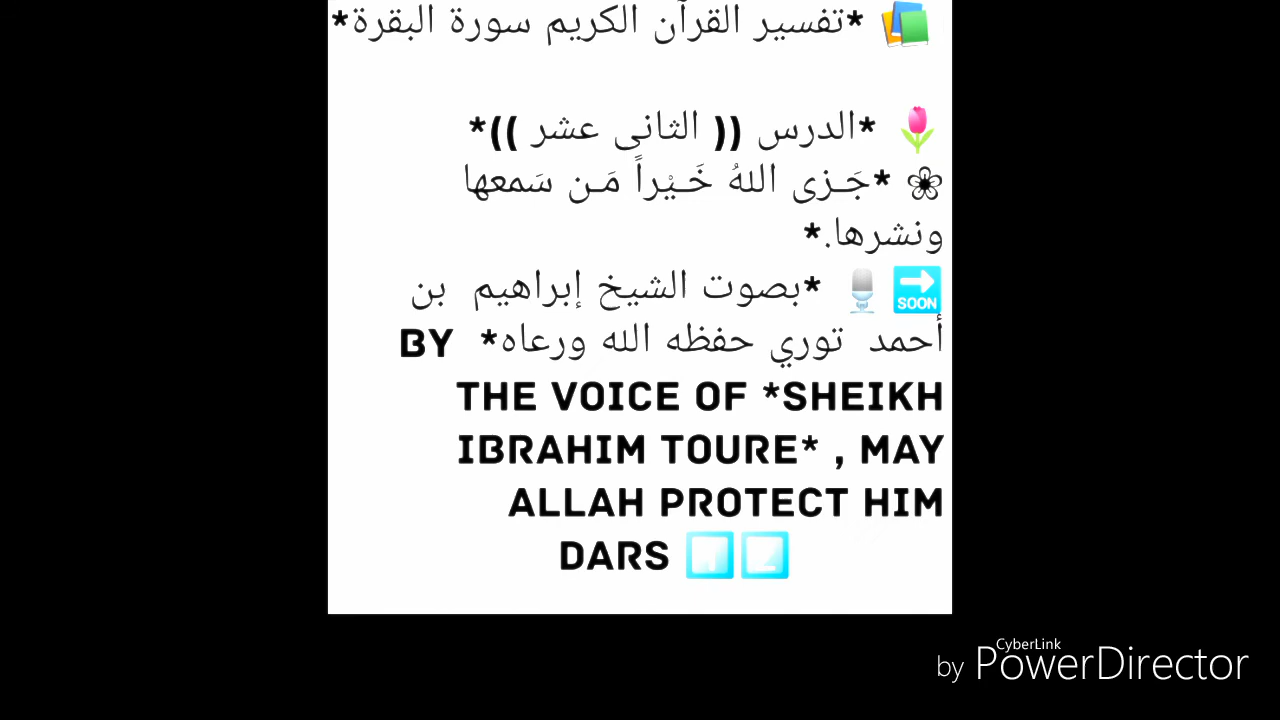 *تفسير القرآن الكريم سورة البقرة*
*الدرس (( الثانى عشر ))*
*جَـزى اللهُ خَـيْراً مَـن سَمعها
ونشرها.*
SOON *بصوت الشيخ إبراهيم بن
أحمد توري حفظه الله ورعاه* BY
THE VOICE OF *SHEIKH
IBRAHIM TOURE* , MAY
ALLAH PROTECT HIM
DARS 12
CyberLink
by PowerDirector